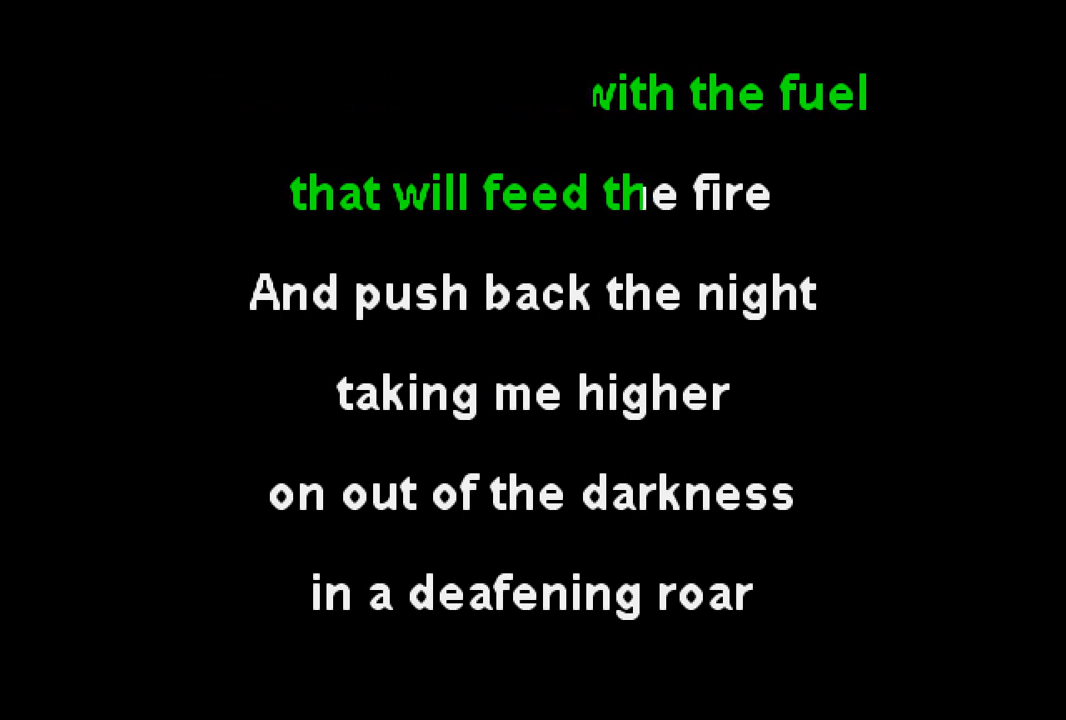 with the fuel
that will feed the fire
And push back the night
taking me higher
on out of the darkness
in a deafening roar